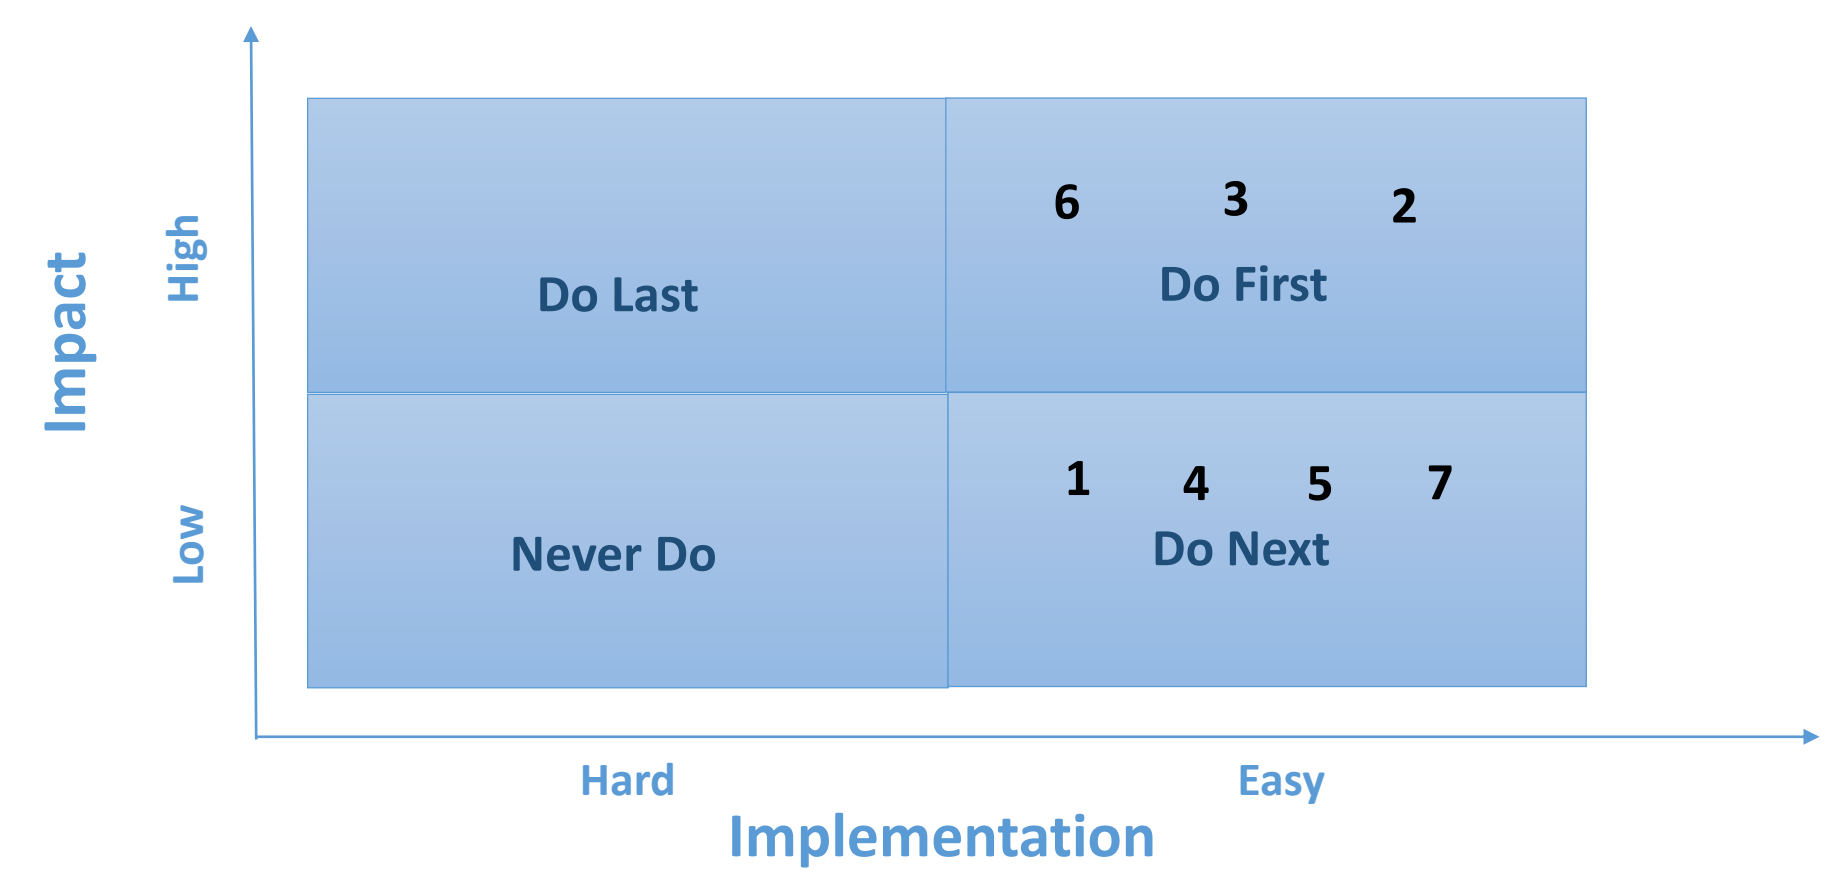 Impact
High
Low
Do Last
6 3 2
Do First
Never Do
1 4 5 7
Do Next
Hard
Easy
Implementation